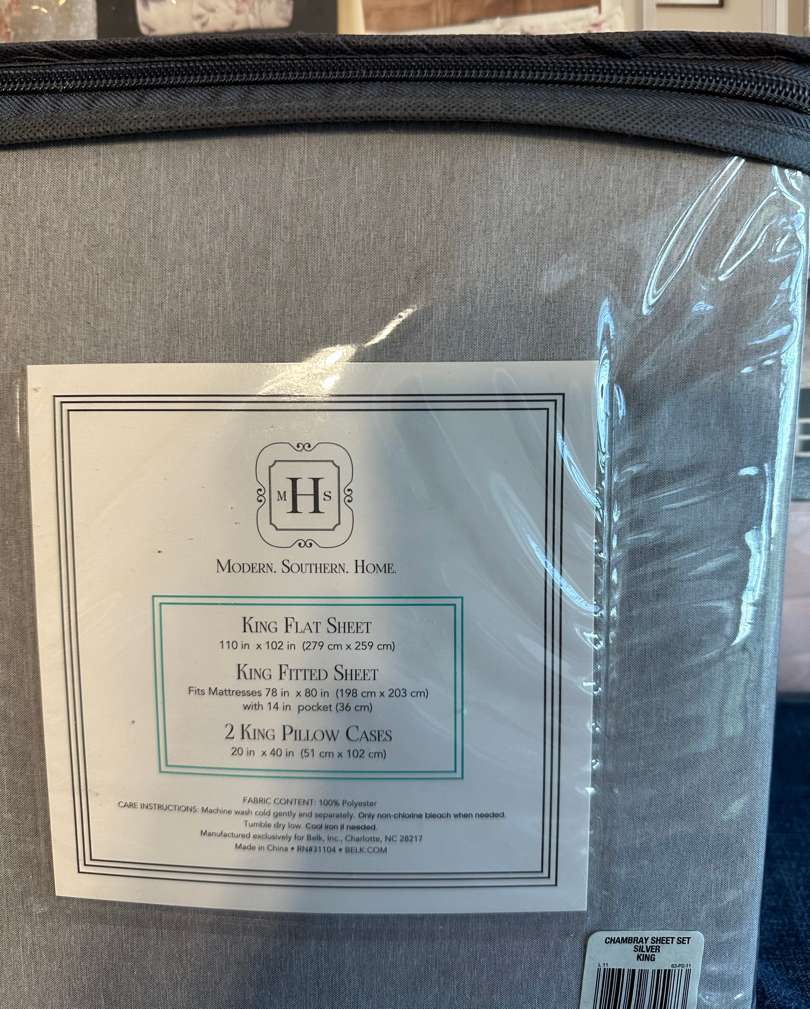 M H S
MODERN. SOUTHERN. HOME.
KING FLAT SHEET
110 in x 102 in (279 cm x 259 cm)
KING FITTED SHEET
Fits Mattresses 78 in x 80 in (198 cm x 203 cm)
with 14 in pocket (36 cm)
2 KING PILLOW CASES
20 in x 40 in (51 cm x 102 cm)
FABRIC CONTENT: 100% Polyester
CARE INSTRUCTIONS: Machine wash cold gently and separately. Only non-chlorine bleach when needed.
Tumble dry low. Cool iron if needed.
Manufactured exclusively for Belk, Inc., Charlotte, NC 28217
Made in China • RN#31104 • BELK.COM
CHAMBRAY SHEET SET
SILVER
KING